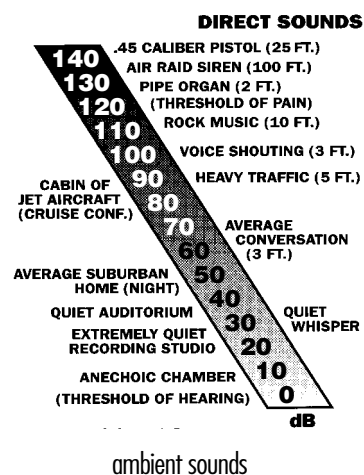 DIRECT SOUNDS
140 .45 CALIBER PISTOL (25 FT.)
AIR RAID SIREN (100 FT.)
130 PIPE ORGAN (2 FT.)
120 (THRESHOLD OF PAIN)
110 ROCK MUSIC (10 FT.)
100 VOICE SHOUTING (3 FT.)
90 HEAVY TRAFFIC (5 FT.)
CABIN OF
JET AIRCRAFT
(CRUISE CONF.)
80
70
AVERAGE
CONVERSATION
(3 FT.)
60
50
AVERAGE SUBURBAN
HOME (NIGHT)
40
QUIET AUDITORIUM
30
QUIET
WHISPER
EXTREMELY QUIET
RECORDING STUDIO
20
10
ANECHOIC CHAMBER
(THRESHOLD OF HEARING)
0
dB
ambient sounds